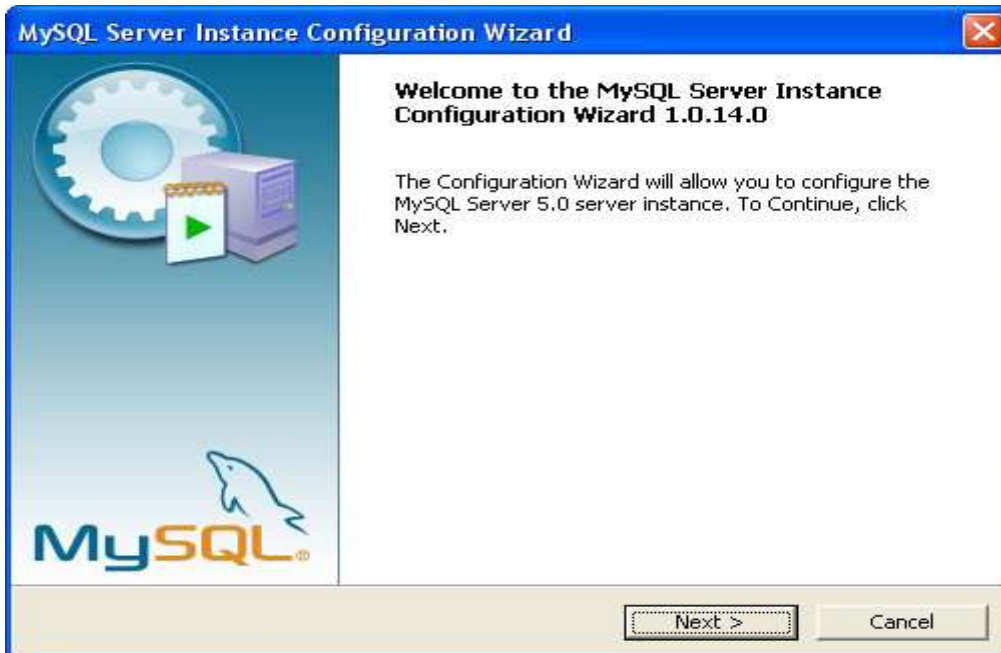 MySQL Server Instance Configuration Wizard
Welcome to the MySQL Server Instance
Configuration Wizard 1.0.14.0
The Configuration Wizard will allow you to configure the
MySQL Server 5.0 server instance. To Continue, click
Next.
MySQL®
Next >
Cancel